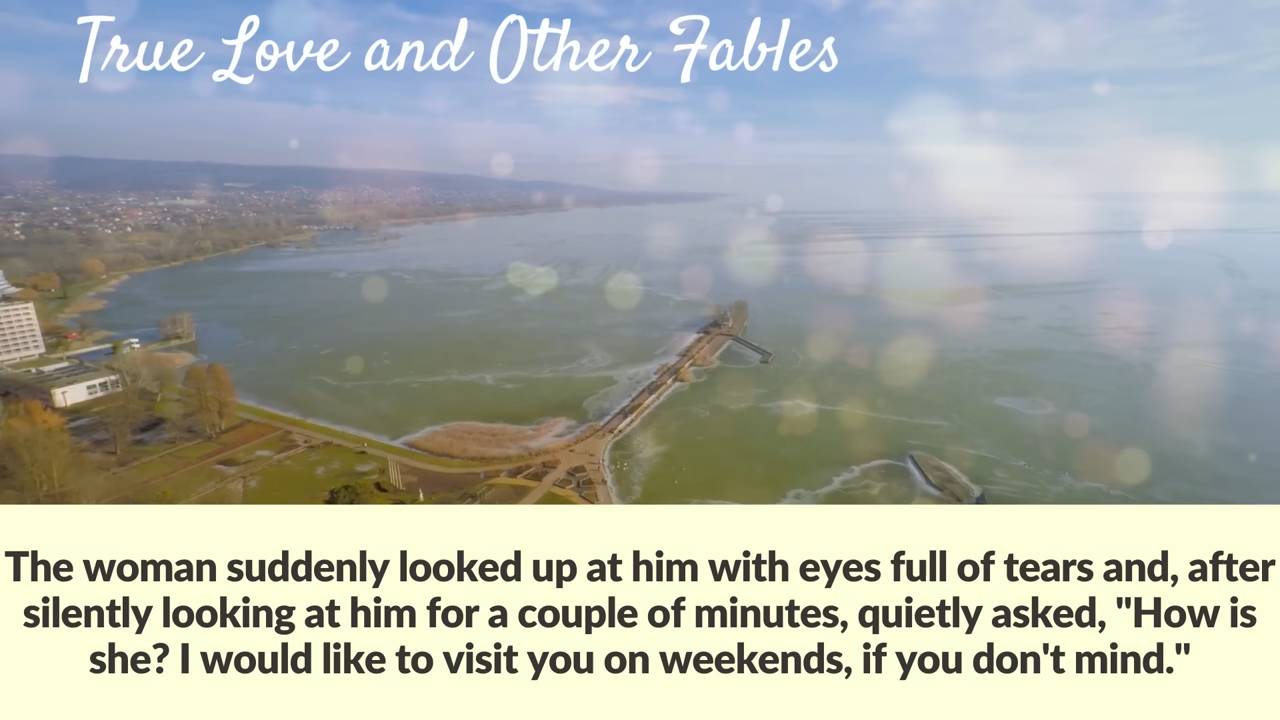 True Love and Other Fables
The woman suddenly looked up at him with eyes full of tears and, after
silently looking at him for a couple of minutes, quietly asked, "How is
she? I would like to visit you on weekends, if you don't mind."